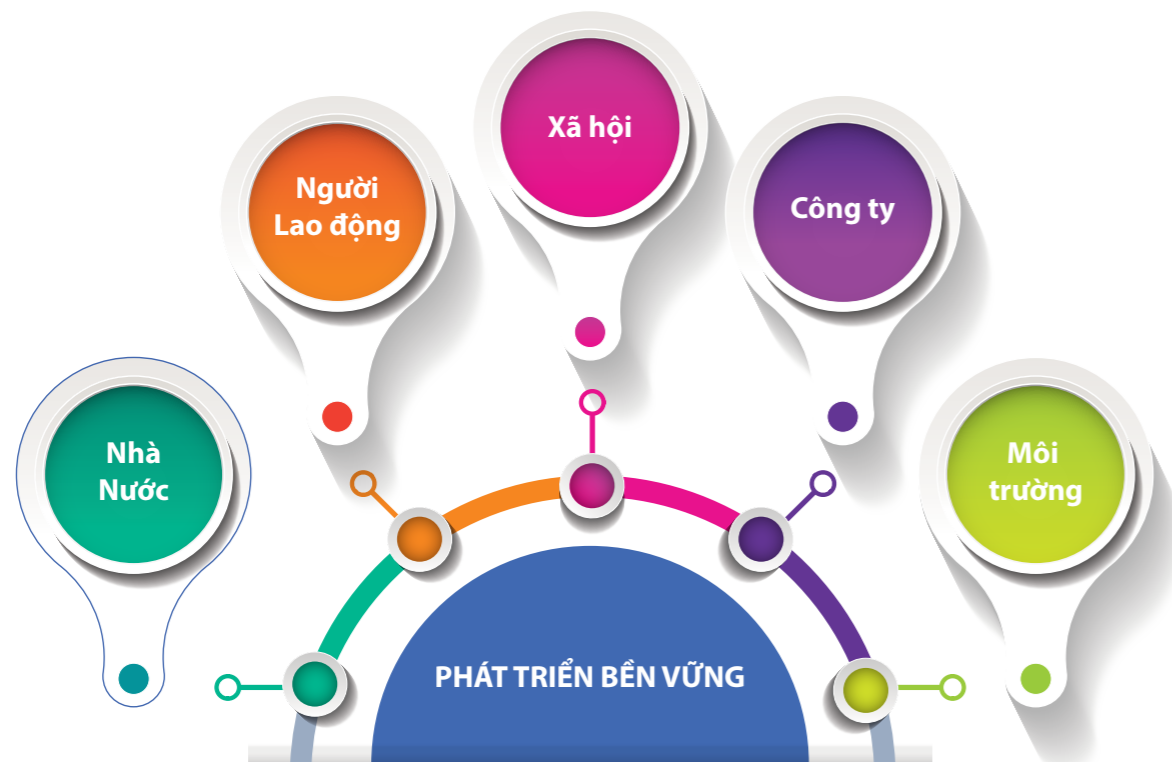 Xã hội
Người
Lao động
Công ty
Nhà
Nước
Môi
trường
PHÁT TRIỂN BỀN VỮNG